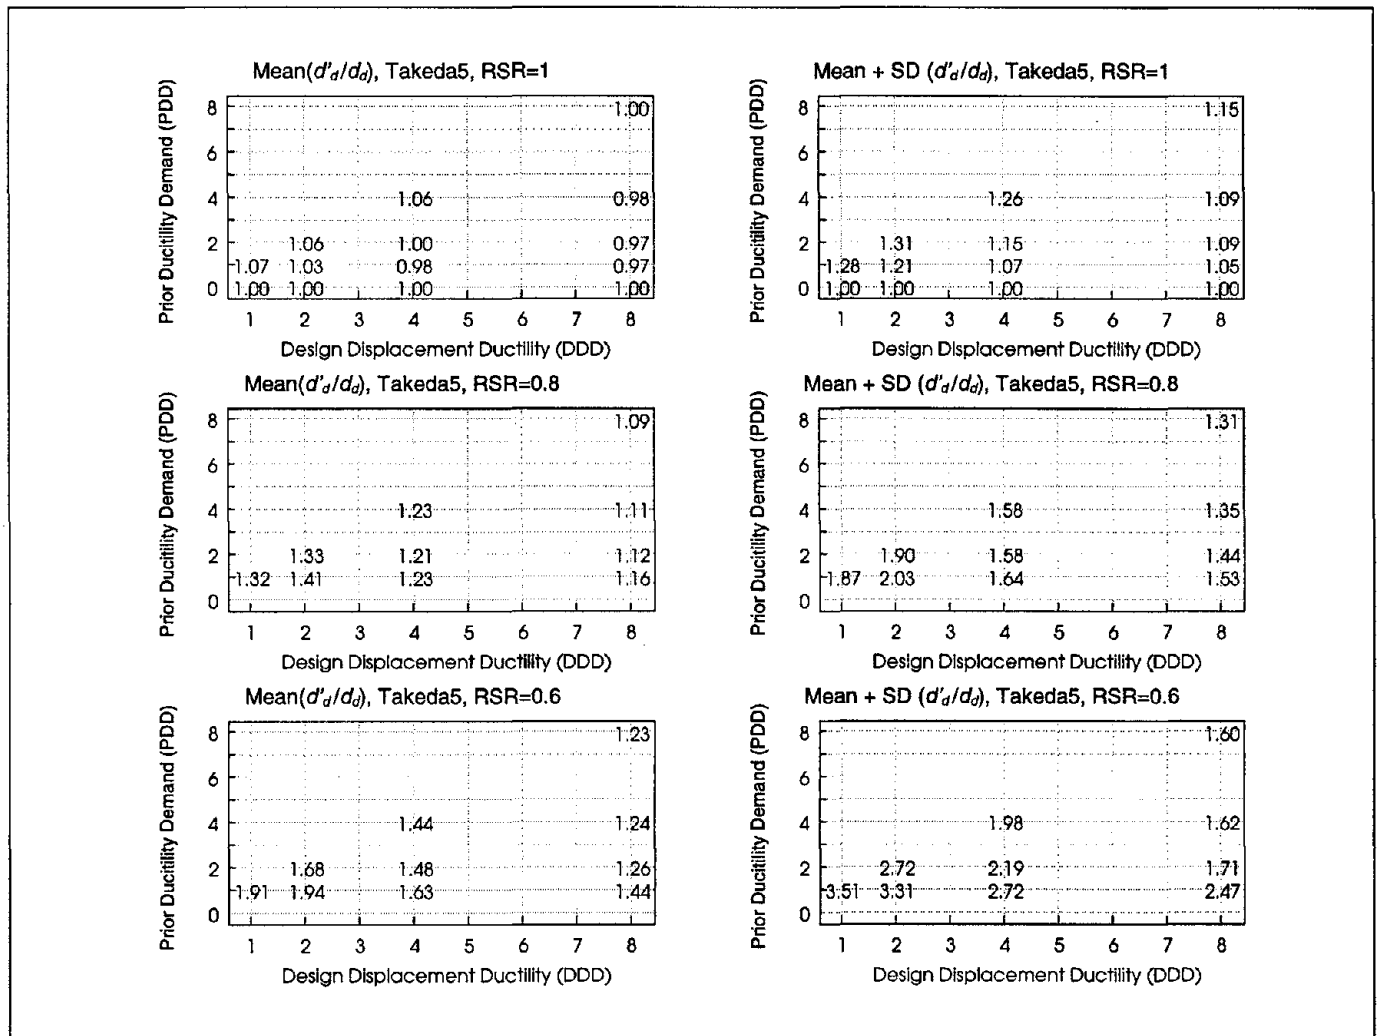 Mean(d'd/dd), Takeda5, RSR=1
Prior Ducitility Demand (PDD)
8 1.00
6
4 1.06 0.98
2 1.06 1.00 0.97
1.07 1.03 0.98 0.97
0 1.00 1.00 1.00 1.00
1 2 3 4 5 6 7 8
Design Displacement Ductility (DDD)
Mean + SD (d'd/dd), Takeda5, RSR=1
Prior Ducitility Demand (PDD)
8 1.15
6
4 1.26 1.09
2 1.31 1.15 1.09
1.28 1.21 1.07 1.05
0 1.00 1.00 1.00 1.00
1 2 3 4 5 6 7 8
Design Displacement Ductility (DDD)
Mean(d'd/dd), Takeda5, RSR=0.8
Prior Ducitility Demand (PDD)
8 1.09
6
4 1.23 1.11
2 1.33 1.21 1.12
1.32 1.41 1.23 1.16
0
1 2 3 4 5 6 7 8
Design Displacement Ductility (DDD)
Mean + SD (d'd/dd), Takeda5, RSR=0.8
Prior Ducitility Demand (PDD)
8 1.31
6
4 1.58 1.35
2 1.90 1.58 1.44
1.87 2.03 1.64 1.53
0
1 2 3 4 5 6 7 8
Design Displacement Ductility (DDD)
Mean(d'd/dd), Takeda5, RSR=0.6
Prior Ducitility Demand (PDD)
8 1.23
6
4 1.44 1.24
2 1.68 1.48 1.26
1.91 1.94 1.63 1.44
0
1 2 3 4 5 6 7 8
Design Displacement Ductility (DDD)
Mean + SD (d'd/dd), Takeda5, RSR=0.6
Prior Ducitility Demand (PDD)
8 1.60
6
4 1.98 1.62
2 2.72 2.19 1.71
3.51 3.31 2.72 2.47
0
1 2 3 4 5 6 7 8
Design Displacement Ductility (DDD)